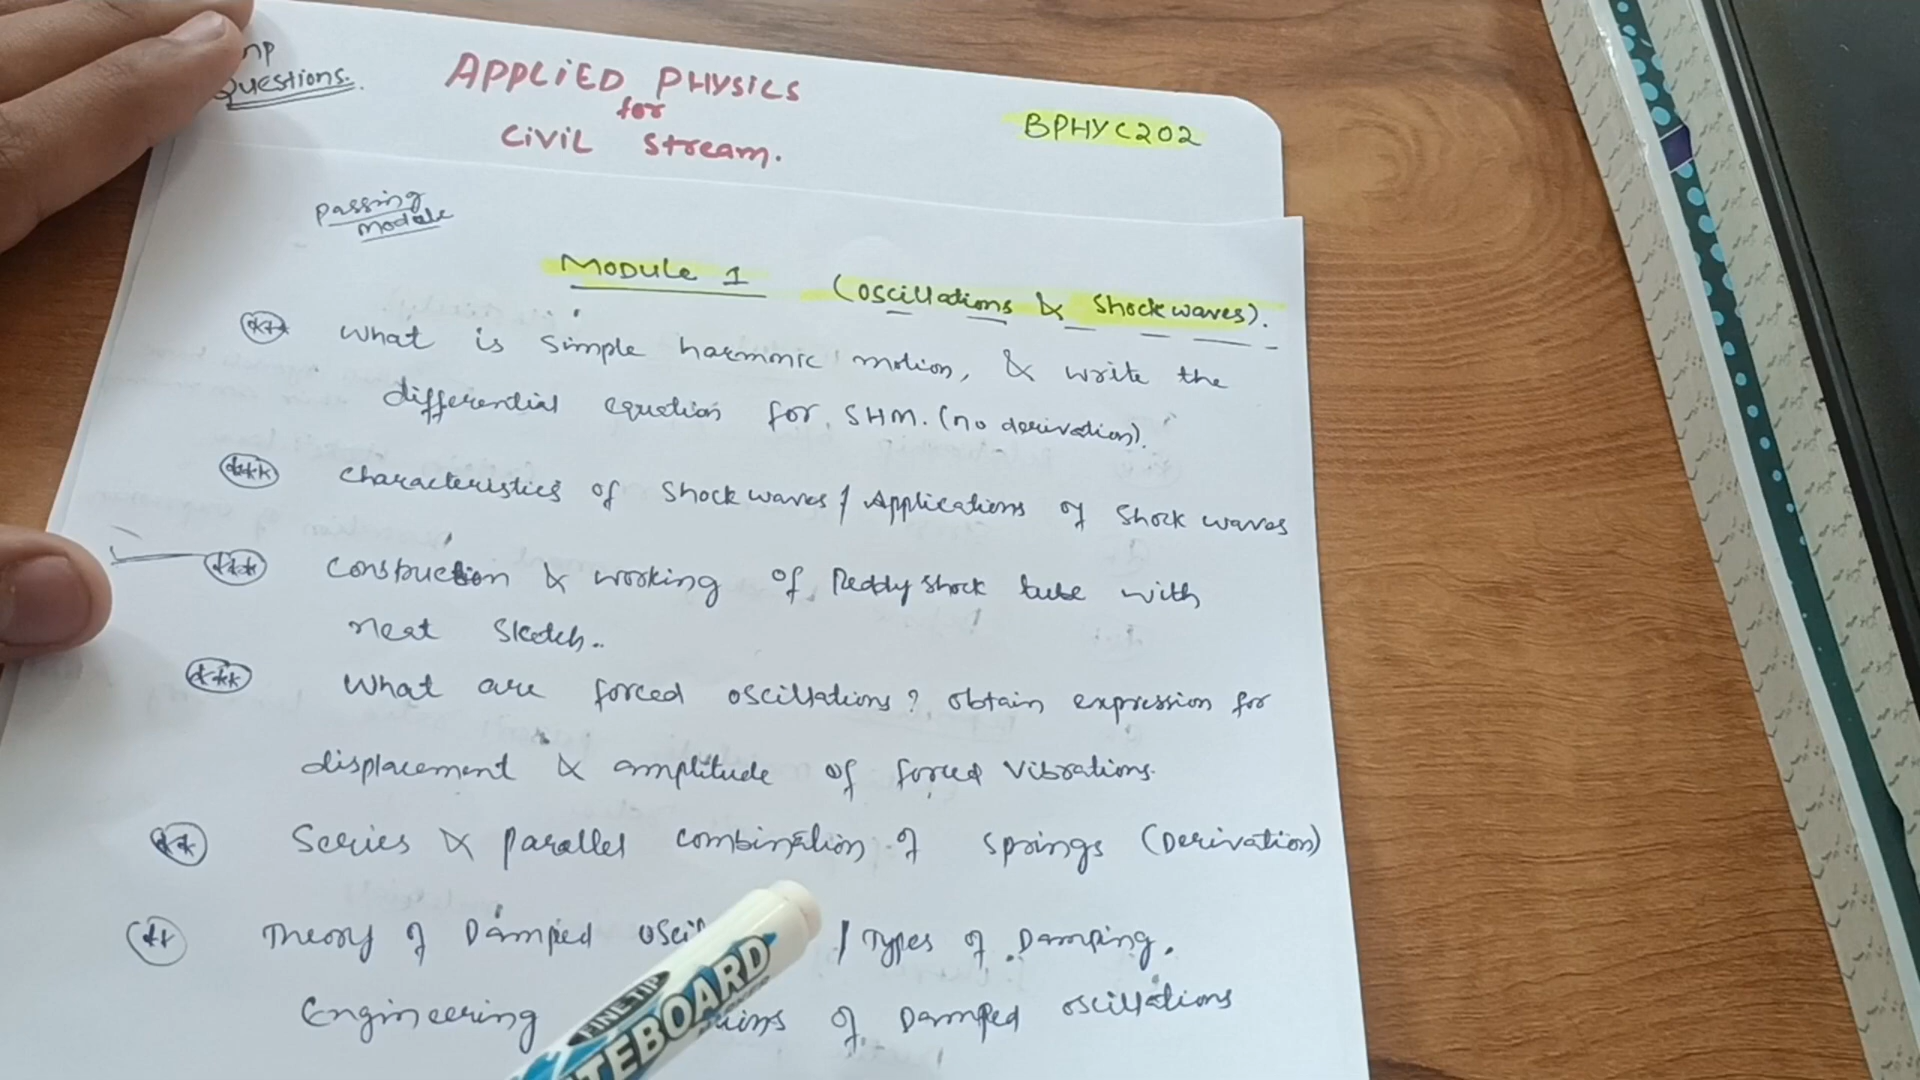 Questions.
APPLIED PHYSICS
for
CIVIL Stream.
BPHYC202
Passing
Module
Module 1 (Oscillations & Shock waves).
*** What is simple harmonic motion, & write the
differential equation for SHM. (no derivation).
*** Characteristics of Shock waves / Applications of Shock waves
*** Construction & working of Reddy shock tube with
neat sketch..
*** What are forced oscillations? obtain expression for
displacement & amplitude of forced vibrations.
** Series & parallel combination of springs (Derivation)
** Theory of Damped / Types of Damping.
Engineering of Damped oscillations
FINE TIP